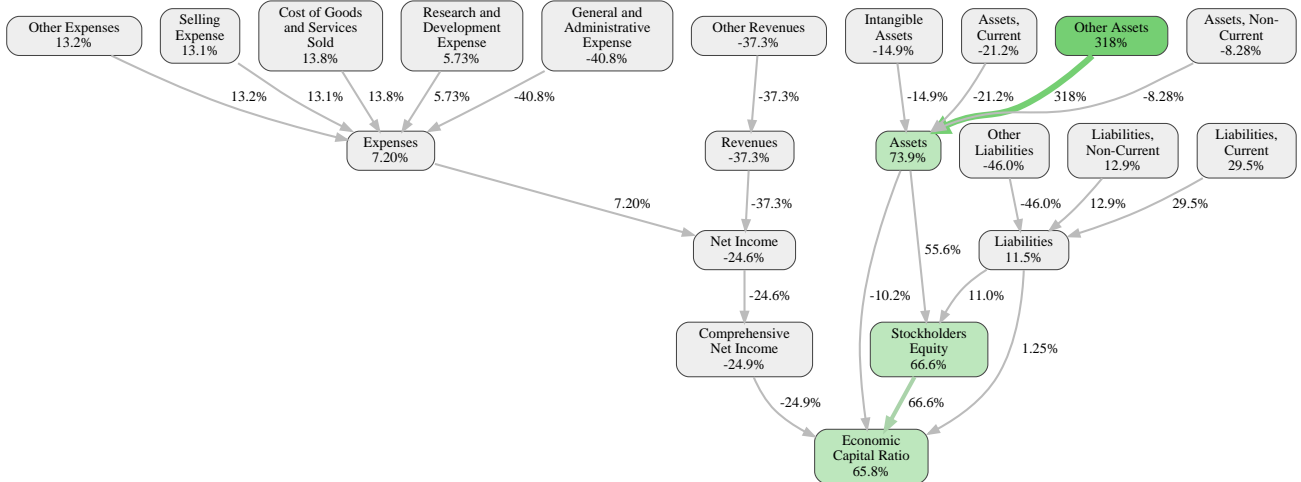 Other Expenses
13.2%
Selling
Expense
13.1%
Cost of Goods
and Services
Sold
13.8%
Research and
Development
Expense
5.73%
General and
Administrative
Expense
-40.8%
Other Revenues
-37.3%
Intangible
Assets
-14.9%
Assets,
Current
-21.2%
Other Assets
318%
Assets, Non-
Current
-8.28%
13.2%
13.1%
13.8%
5.73%
-40.8%
-37.3%
-14.9%
-21.2%
318%
-8.28%
Expenses
7.20%
Revenues
-37.3%
Assets
73.9%
Other
Liabilities
-46.0%
Liabilities,
Non-Current
12.9%
Liabilities,
Current
29.5%
7.20%
-37.3%
-46.0%
12.9%
29.5%
Net Income
-24.6%
55.6%
Liabilities
11.5%
-24.6%
-10.2%
11.0%
Comprehensive
Net Income
-24.9%
Stockholders
Equity
66.6%
1.25%
-24.9%
66.6%
Economic
Capital Ratio
65.8%